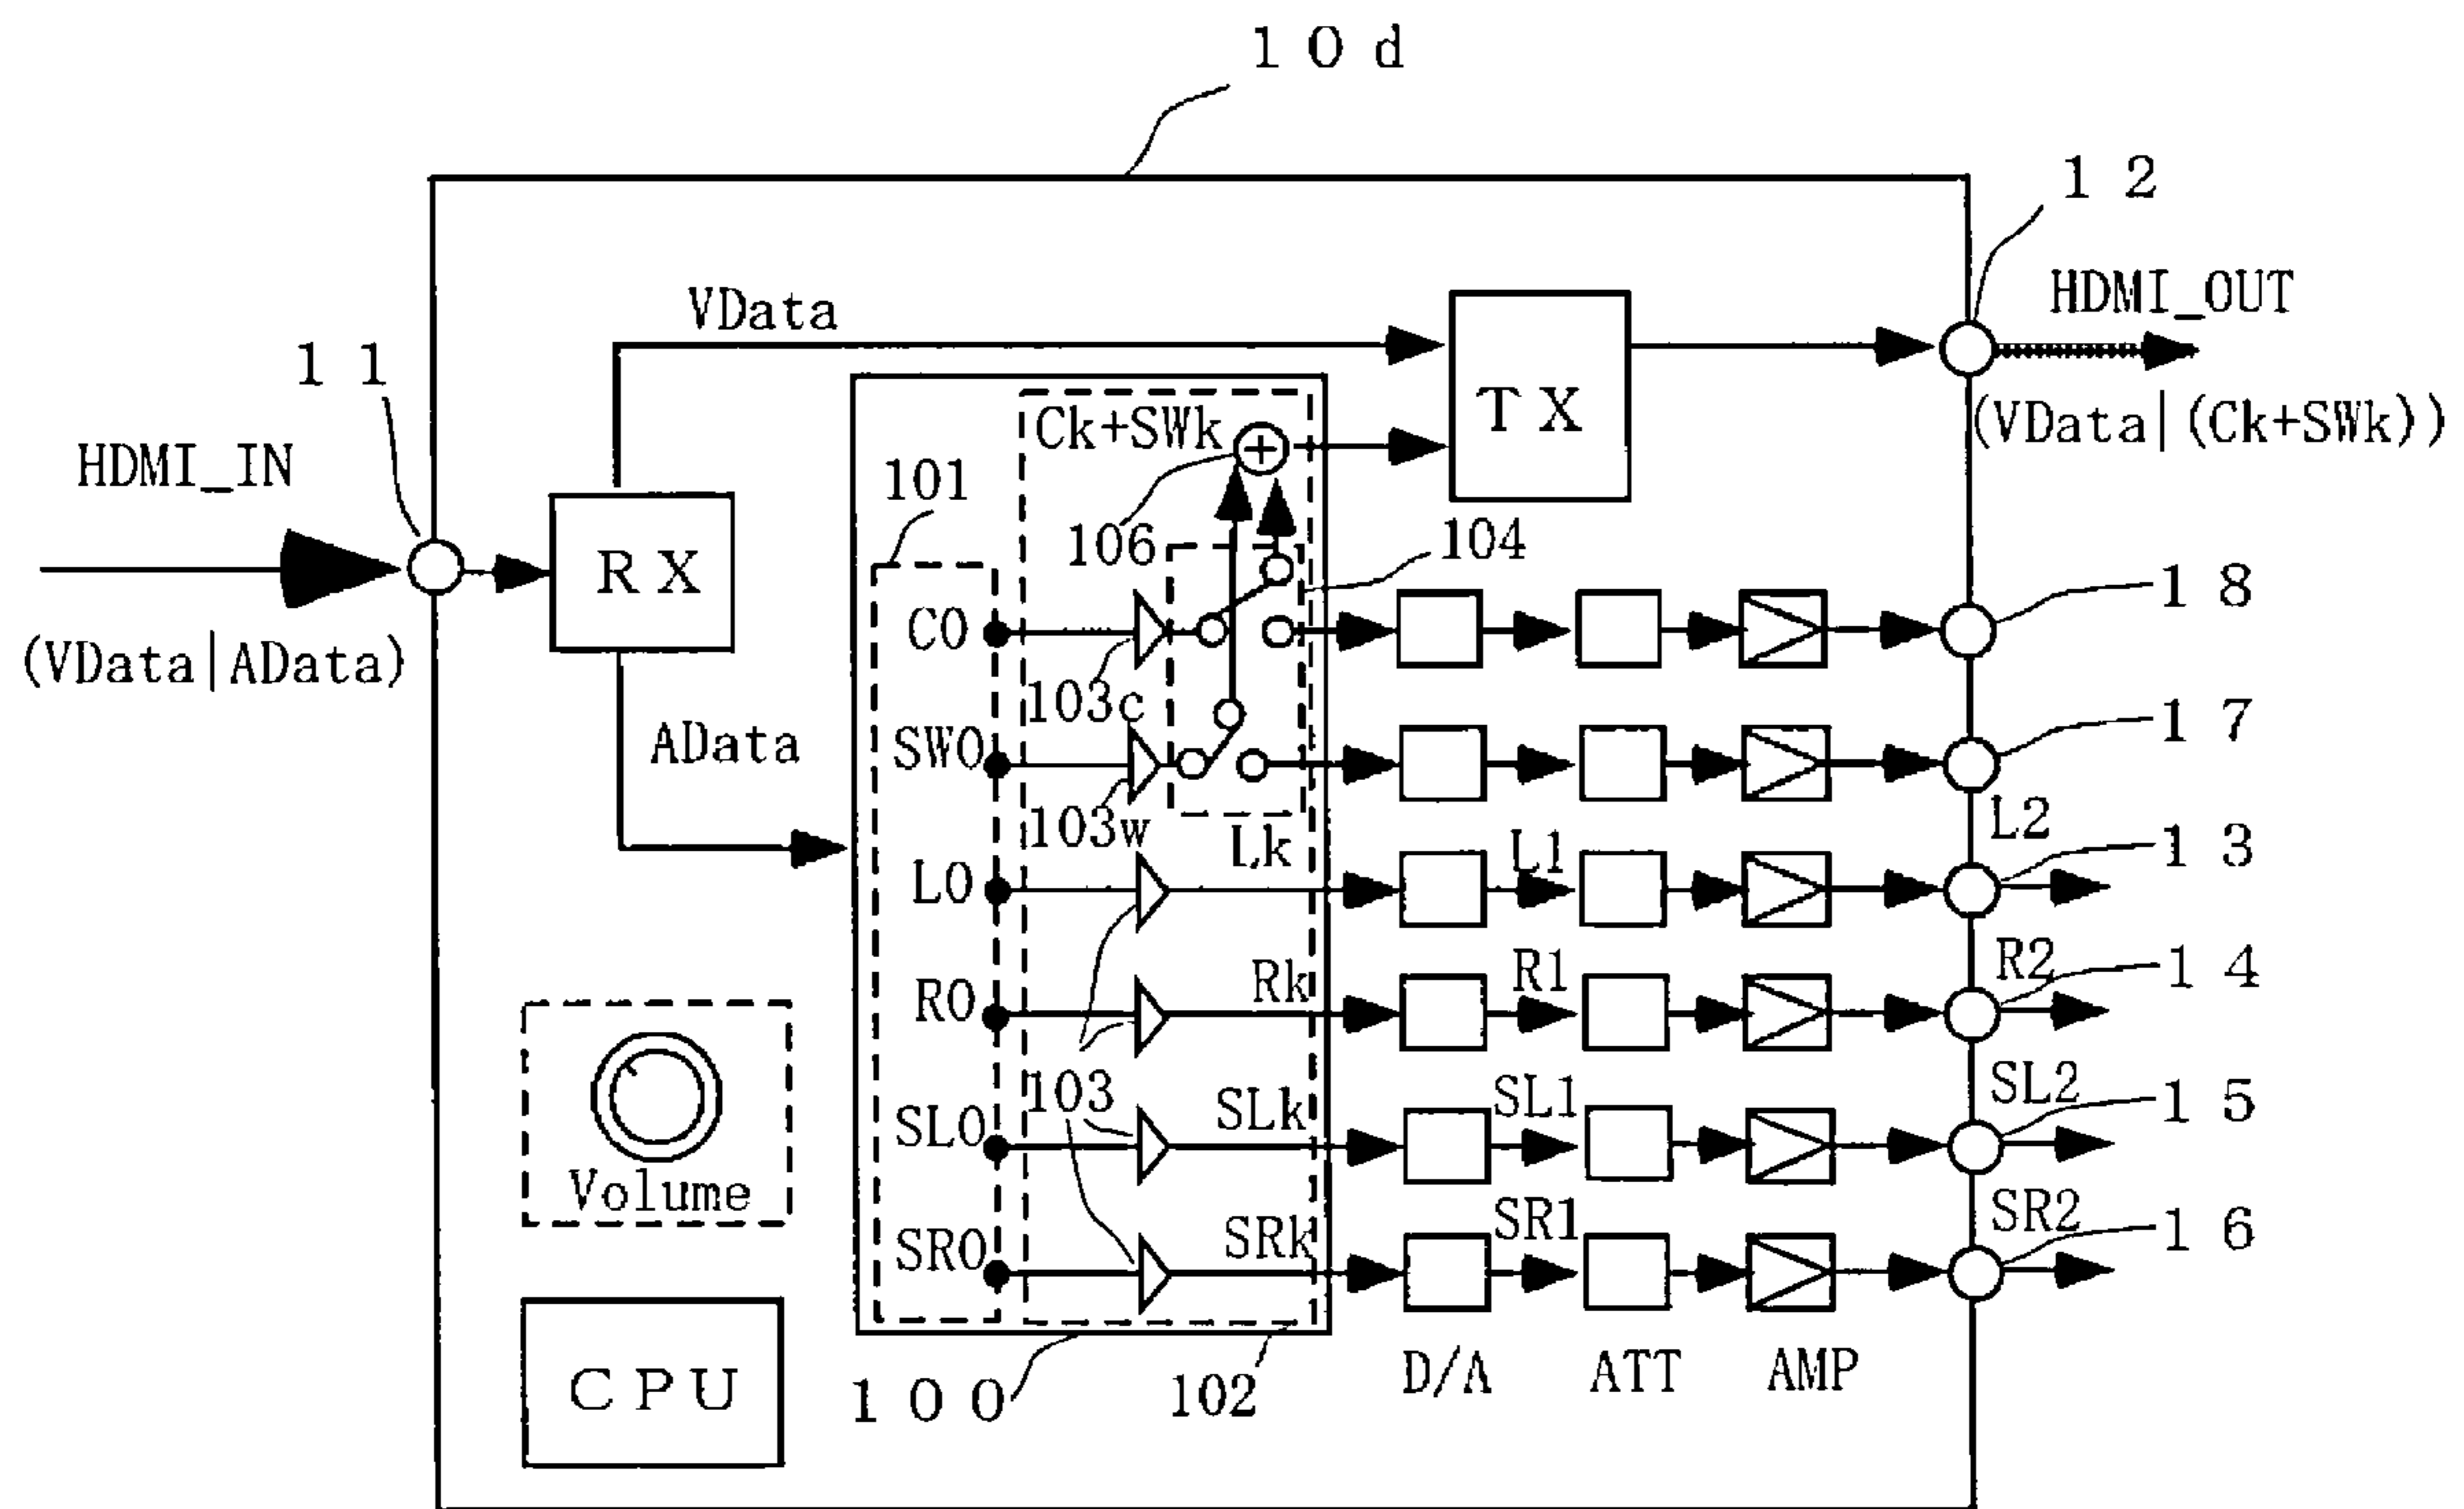 10d
12
VData
HDMI_OUT
11
TX
Ck+SWk
(VData|(Ck+SWk))
HDMI_IN
101
106
104
RX
18
C0
(VData|AData)
103c
17
SW0
AData
103w
Lk
L1
L2
13
L0
R0
Rk
R1
R2
14
103
SLk
SL1
SL2
15
SL0
Volume
SRk
SR1
SR2
16
SR0
CPU
100
102
D/A
ATT
AMP